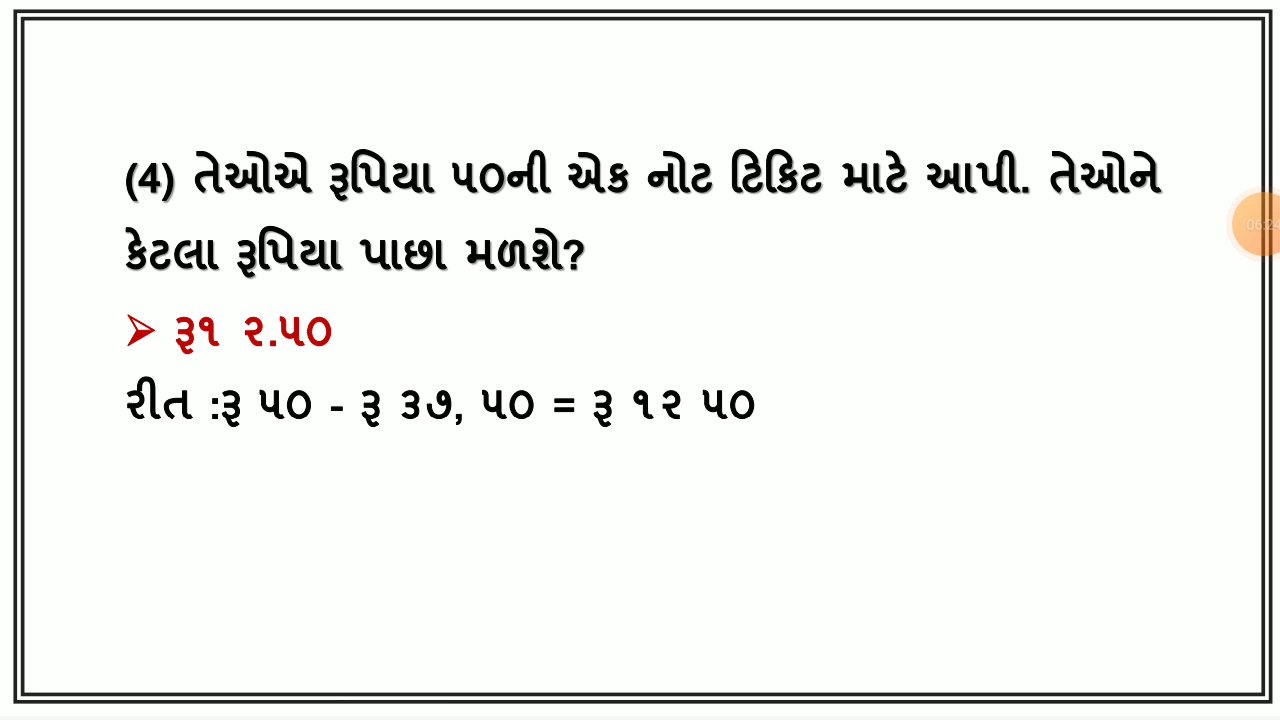 (4) તેઓએ રૂપિયા ૫૦ની એક નોટ ટિકિટ માટે આપી. તેઓને
કેટલા રૂપિયા પાછા મળશે?
➢ રૂ૧ ૨.૫૦
રીત :રૂ ૫૦ - રૂ ૩૭, ૫૦ = રૂ ૧૨ ૫૦